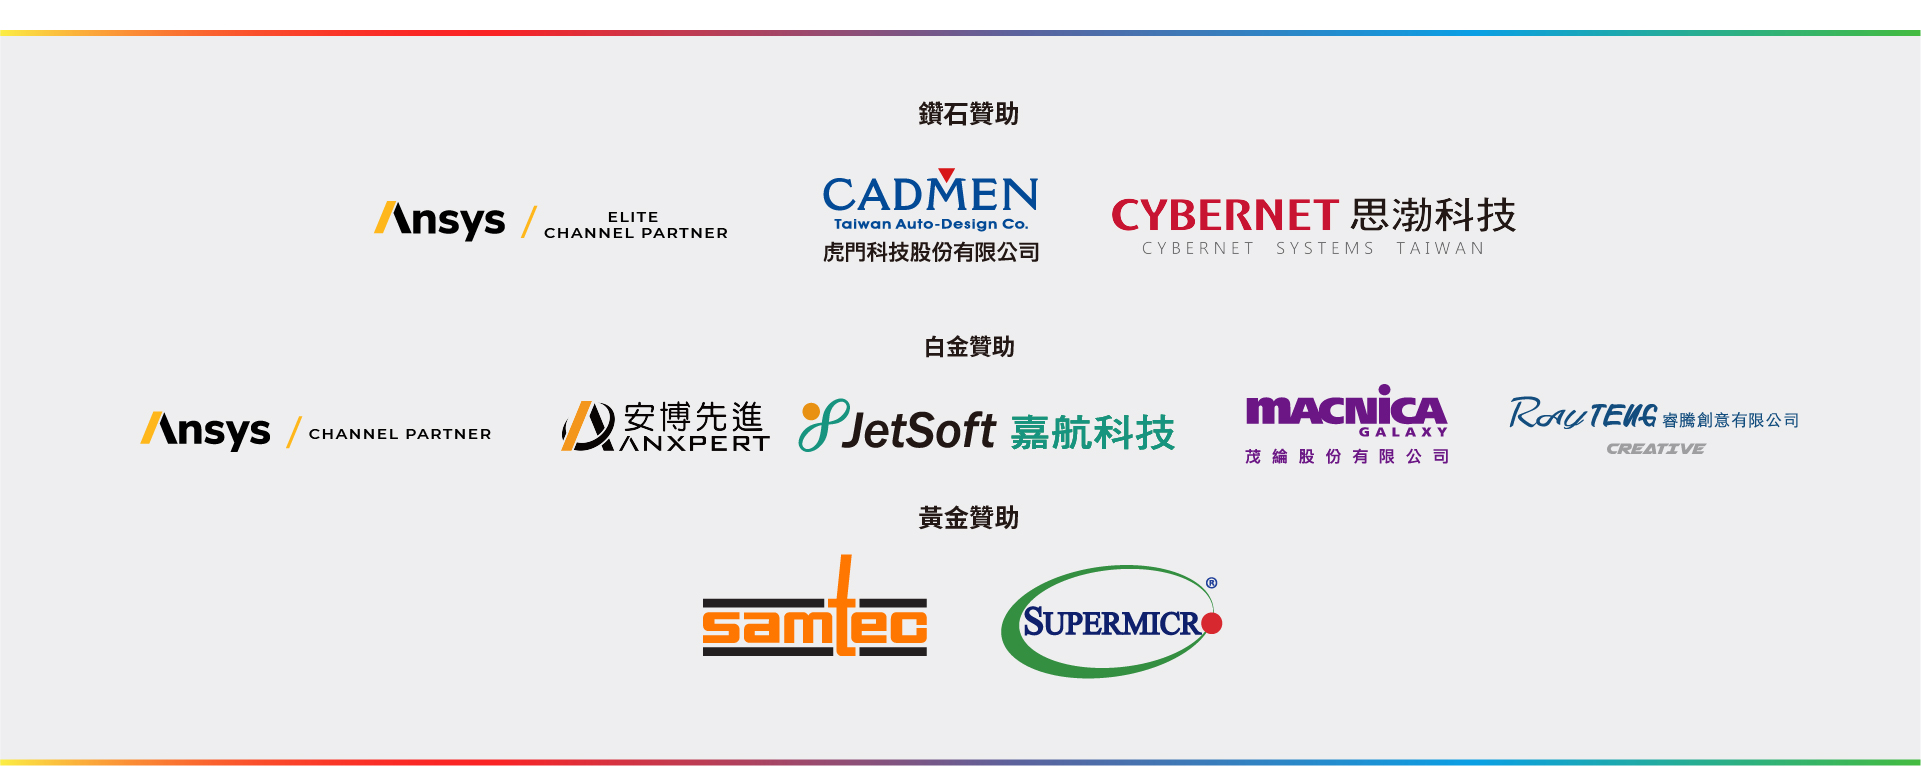 鑽石贊助
Ansys / ELITE CHANNEL PARTNER
CADMEN
Taiwan Auto-Design Co.
虎門科技股份有限公司
CYBERNET 思渤科技
CYBERNET SYSTEMS TAIWAN
白金贊助
Ansys / CHANNEL PARTNER
安博先進
ANXPERT
JetSoft 嘉航科技
MACNiCA
GALAXY
茂綸股份有限公司
RAYTENG 睿騰創意有限公司
CREATIVE
黃金贊助
samtec
SUPERMICRO®